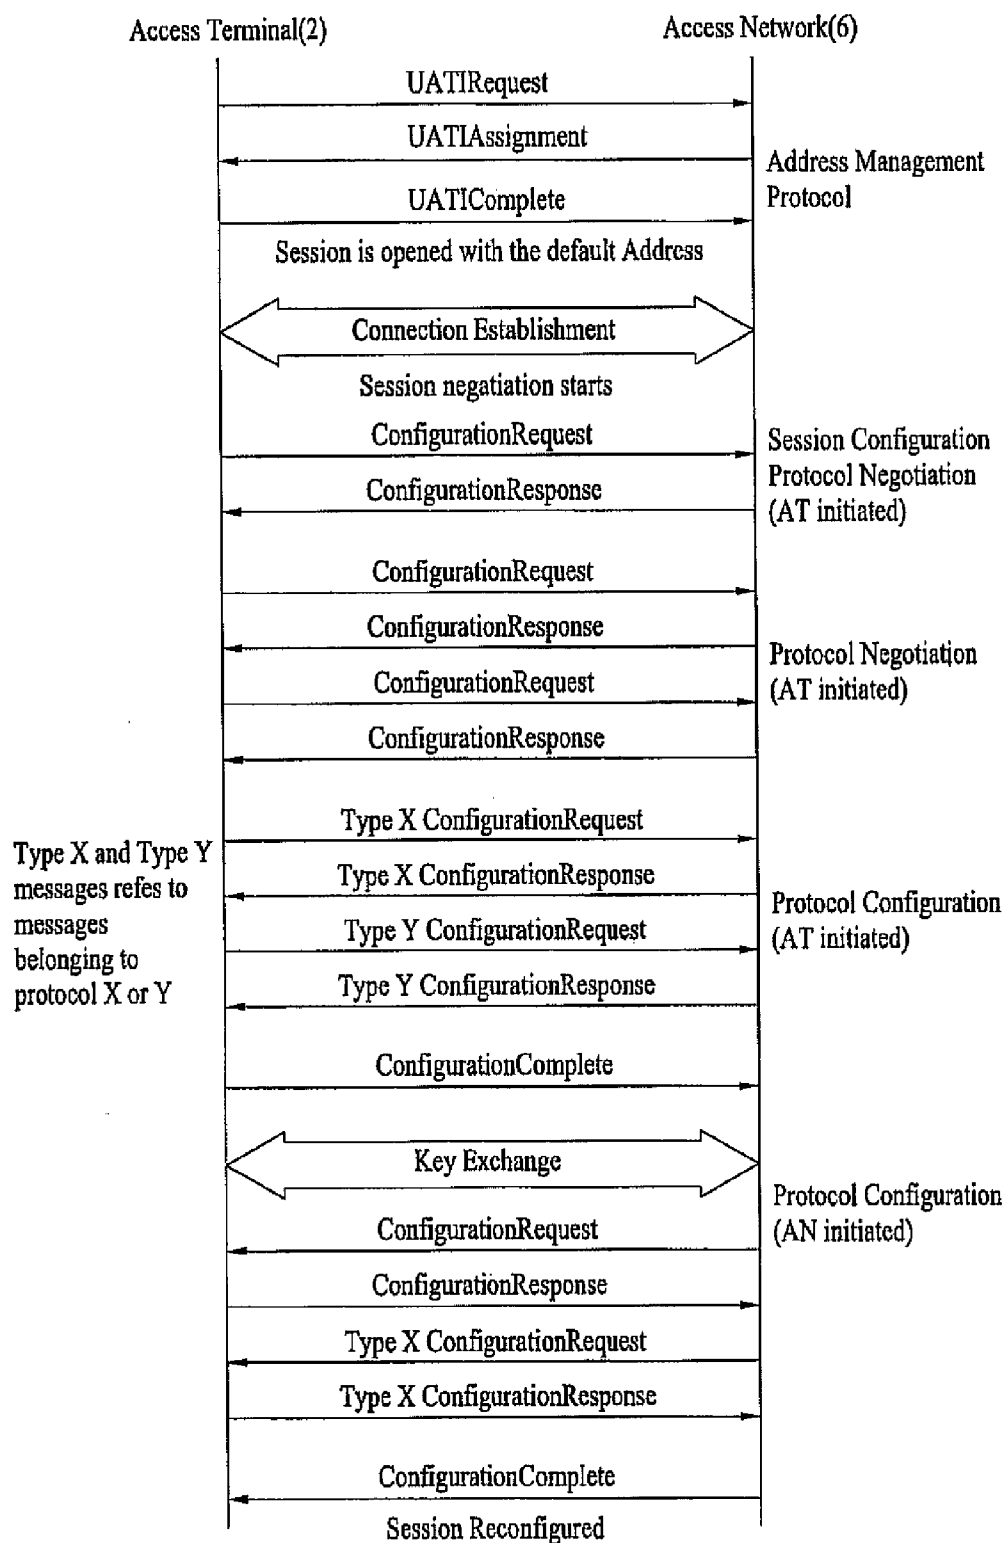 Access Terminal(2)
Access Network(6)
UATIRequest
UATIAssignment
Address Management
Protocol
UATIComplete
Session is opened with the default Address
Connection Establishment
Session negatiation starts
ConfigurationRequest
Session Configuration
Protocol Negotiation
(AT initiated)
ConfigurationResponse
ConfigurationRequest
ConfigurationResponse
Protocol Negotiation
(AT initiated)
ConfigurationRequest
ConfigurationResponse
Type X ConfigurationRequest
Type X and Type Y
messages refes to
messages
belonging to
protocol X or Y
Type X ConfigurationResponse
Protocol Configuration
(AT initiated)
Type Y ConfigurationRequest
Type Y ConfigurationResponse
ConfigurationComplete
Key Exchange
Protocol Configuration
(AN initiated)
ConfigurationRequest
ConfigurationResponse
Type X ConfigurationRequest
Type X ConfigurationResponse
ConfigurationComplete
Session Reconfigured